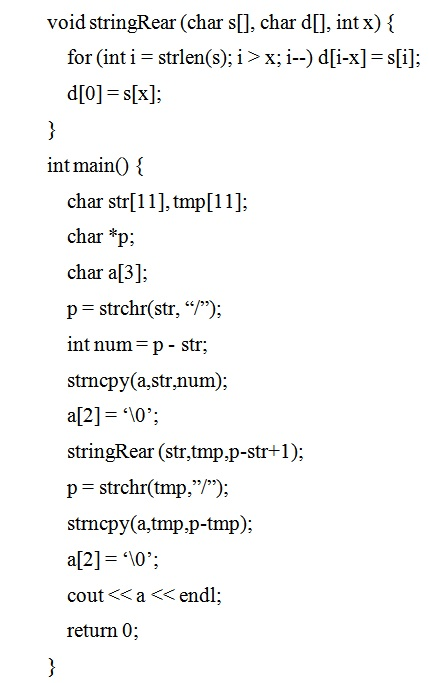 void stringRear (char s[], char d[], int x) {
for (int i = strlen(s); i > x; i--) d[i-x] = s[i];
d[0] = s[x];
}
int main() {
char str[11], tmp[11];
char *p;
char a[3];
p = strchr(str, “/”);
int num = p - str;
strncpy(a,str,num);
a[2] = ‘\0’;
stringRear (str,tmp,p-str+1);
p = strchr(tmp,”/”);
strncpy(a,tmp,p-tmp);
a[2] = ‘\0’;
cout << a << endl;
return 0;
}